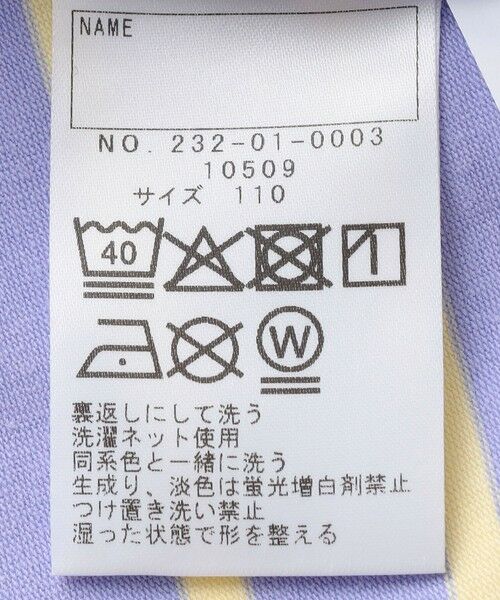 NAME
NO. 232-01-0003
10509
サイズ 110
40
W
裏返しにして洗う
洗濯ネット使用
同系色と一緒に洗う
生成り、淡色は蛍光増白剤禁止
つけ置き洗い禁止
湿った状態で形を整える